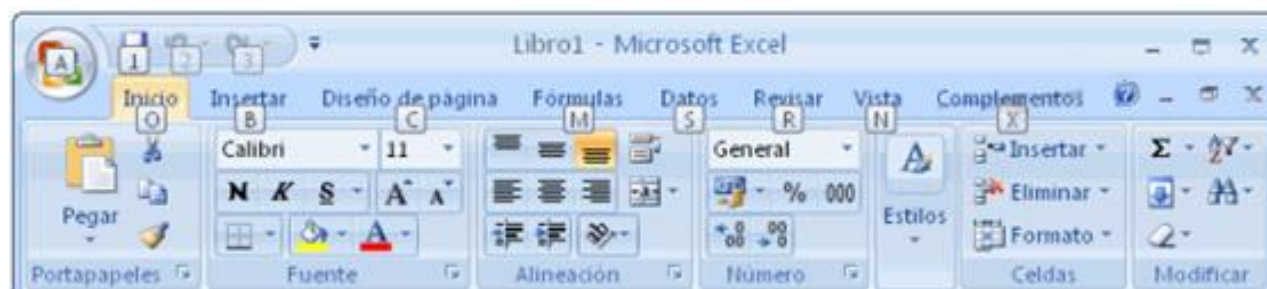 Libro1 - Microsoft Excel
A 1 2 3
Inicio Insertar Diseño de página Fórmulas Datos Revisar Vista Complementos
O B C M S R N X
Calibri 11 General Insertar Σ
N K S A A % 000 Eliminar
Pegar A Estilos Formato
Portapapeles Fuente Alineación Número Celdas Modificar